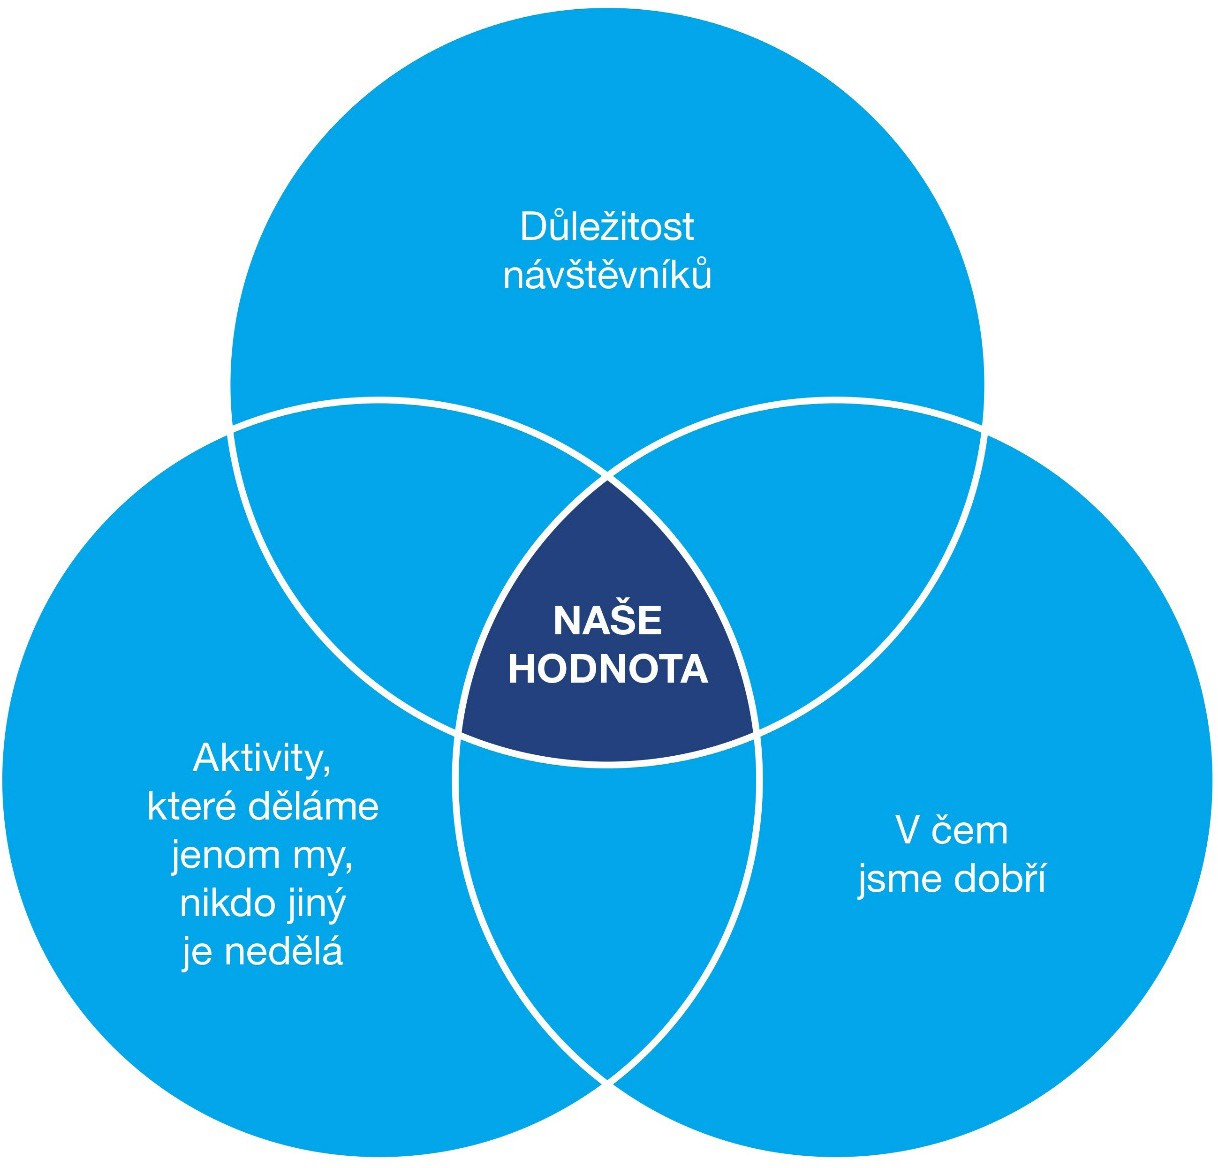 Důležitost
návštěvníků
NAŠE
HODNOTA
Aktivity,
které děláme
jenom my,
nikdo jiný
je nedělá
V čem
jsme dobří